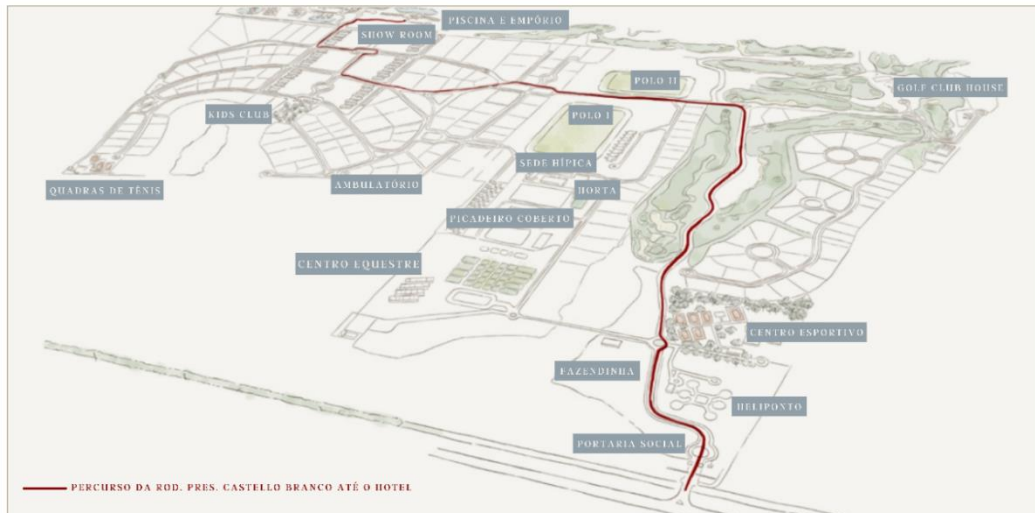 PISCINA E EMPÓRIO
SHOW ROOM
POLO II
GOLF CLUB HOUSE
KIDS CLUB
POLO I
SEDE HÍPICA
QUADRAS DE TÊNIS
AMBULATÓRIO
HORTA
PICADEIRO COBERTO
CENTRO EQUESTRE
CENTRO ESPORTIVO
FAZENDINHA
HELIPONTO
PORTARIA SOCIAL
PERCURSO DA ROD. PRES. CASTELLO BRANCO ATÉ O HOTEL